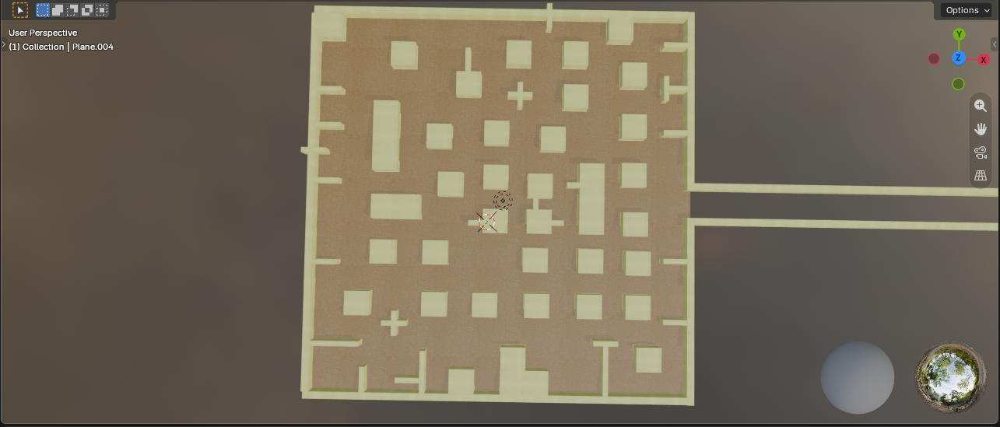 Options
User Perspective
(1) Collection | Plane.004
Y
Z
X